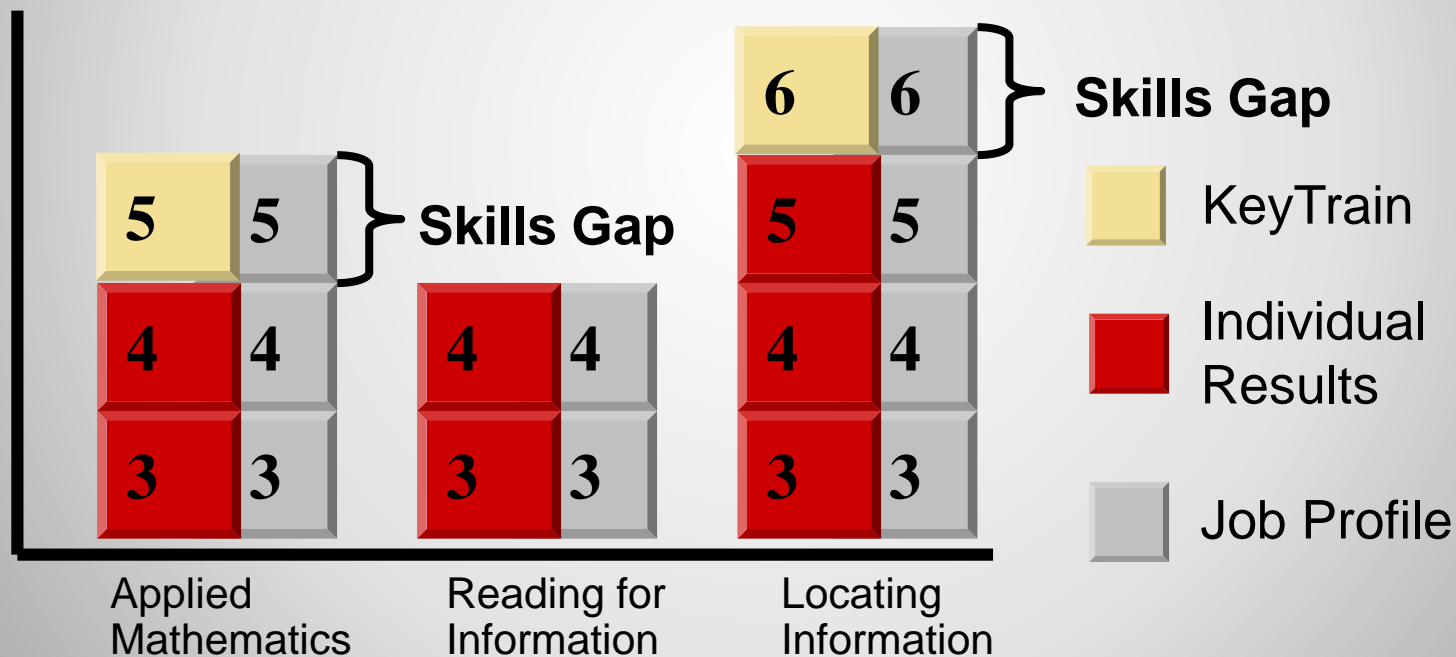 6 6
Skills Gap
5 5
Skills Gap
5 5
KeyTrain
4 4
4 4
4 4
Individual
Results
3 3
3 3
3 3
Job Profile
Applied
Mathematics
Reading for
Information
Locating
Information